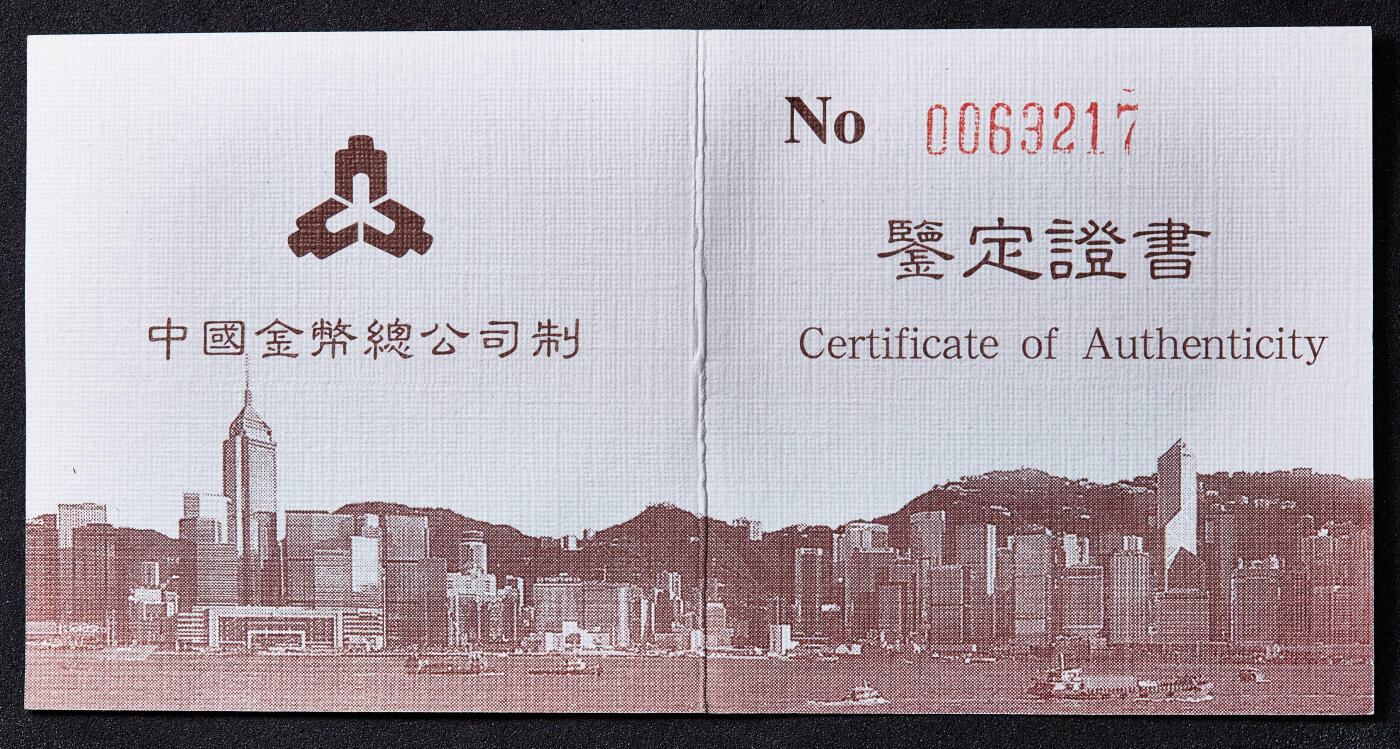 中國金幣總公司制
No 0063217
鑒定證書
Certificate of Authenticity